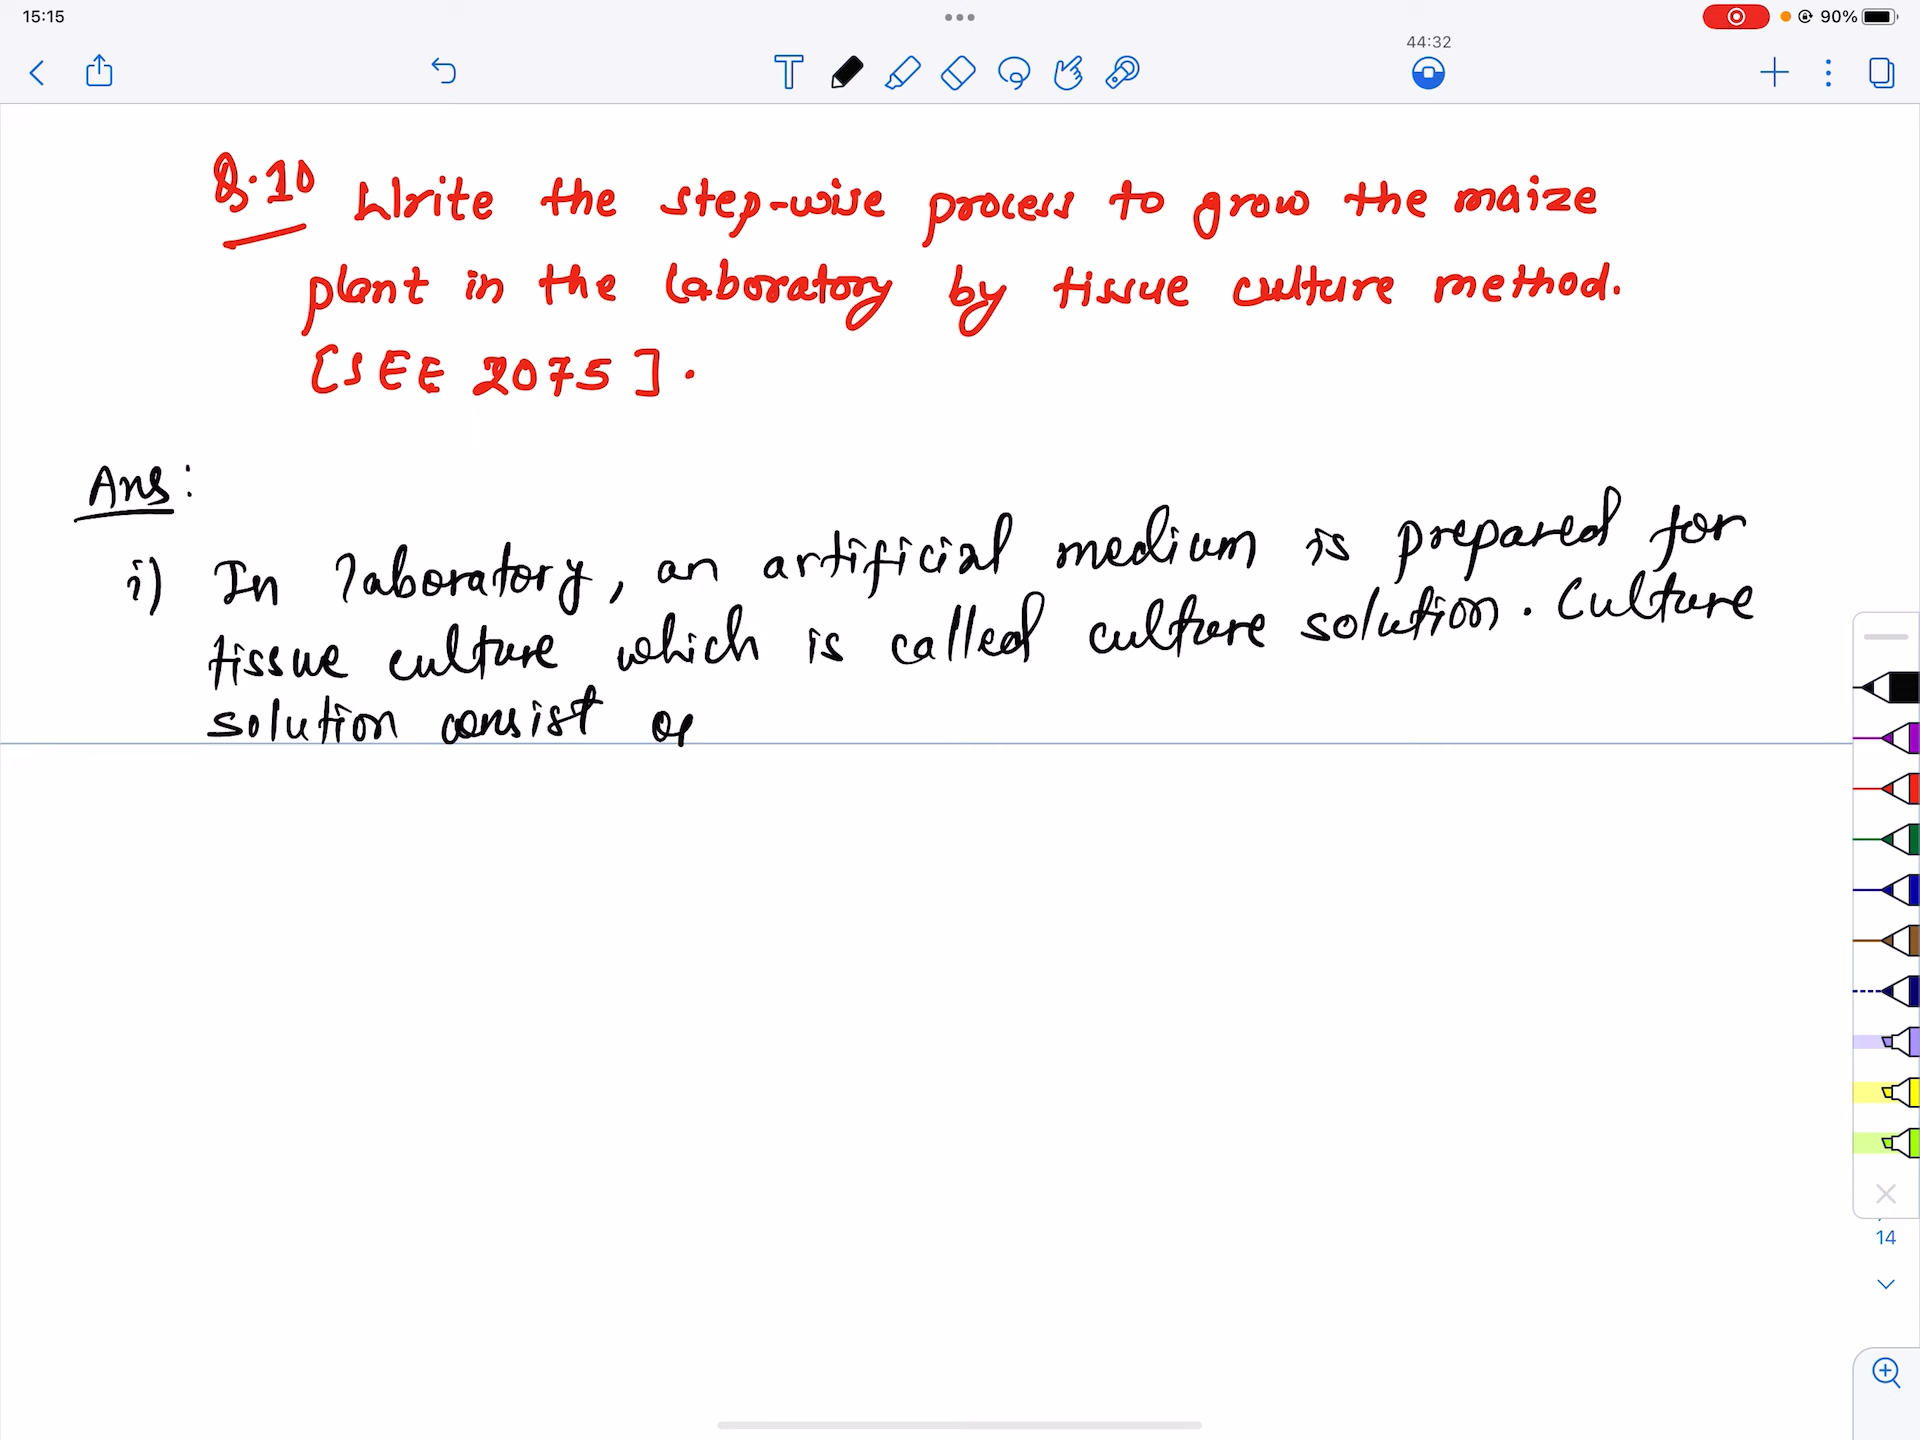 15:15
90%
44:32
Q.10 Write the step-wise process to grow the maize
plant in the laboratory by tissue culture method.
[SEE 2075].
Ans:
i) In laboratory, an artificial medium is prepared for
tissue culture which is called culture solution. Culture
solution consist of
14